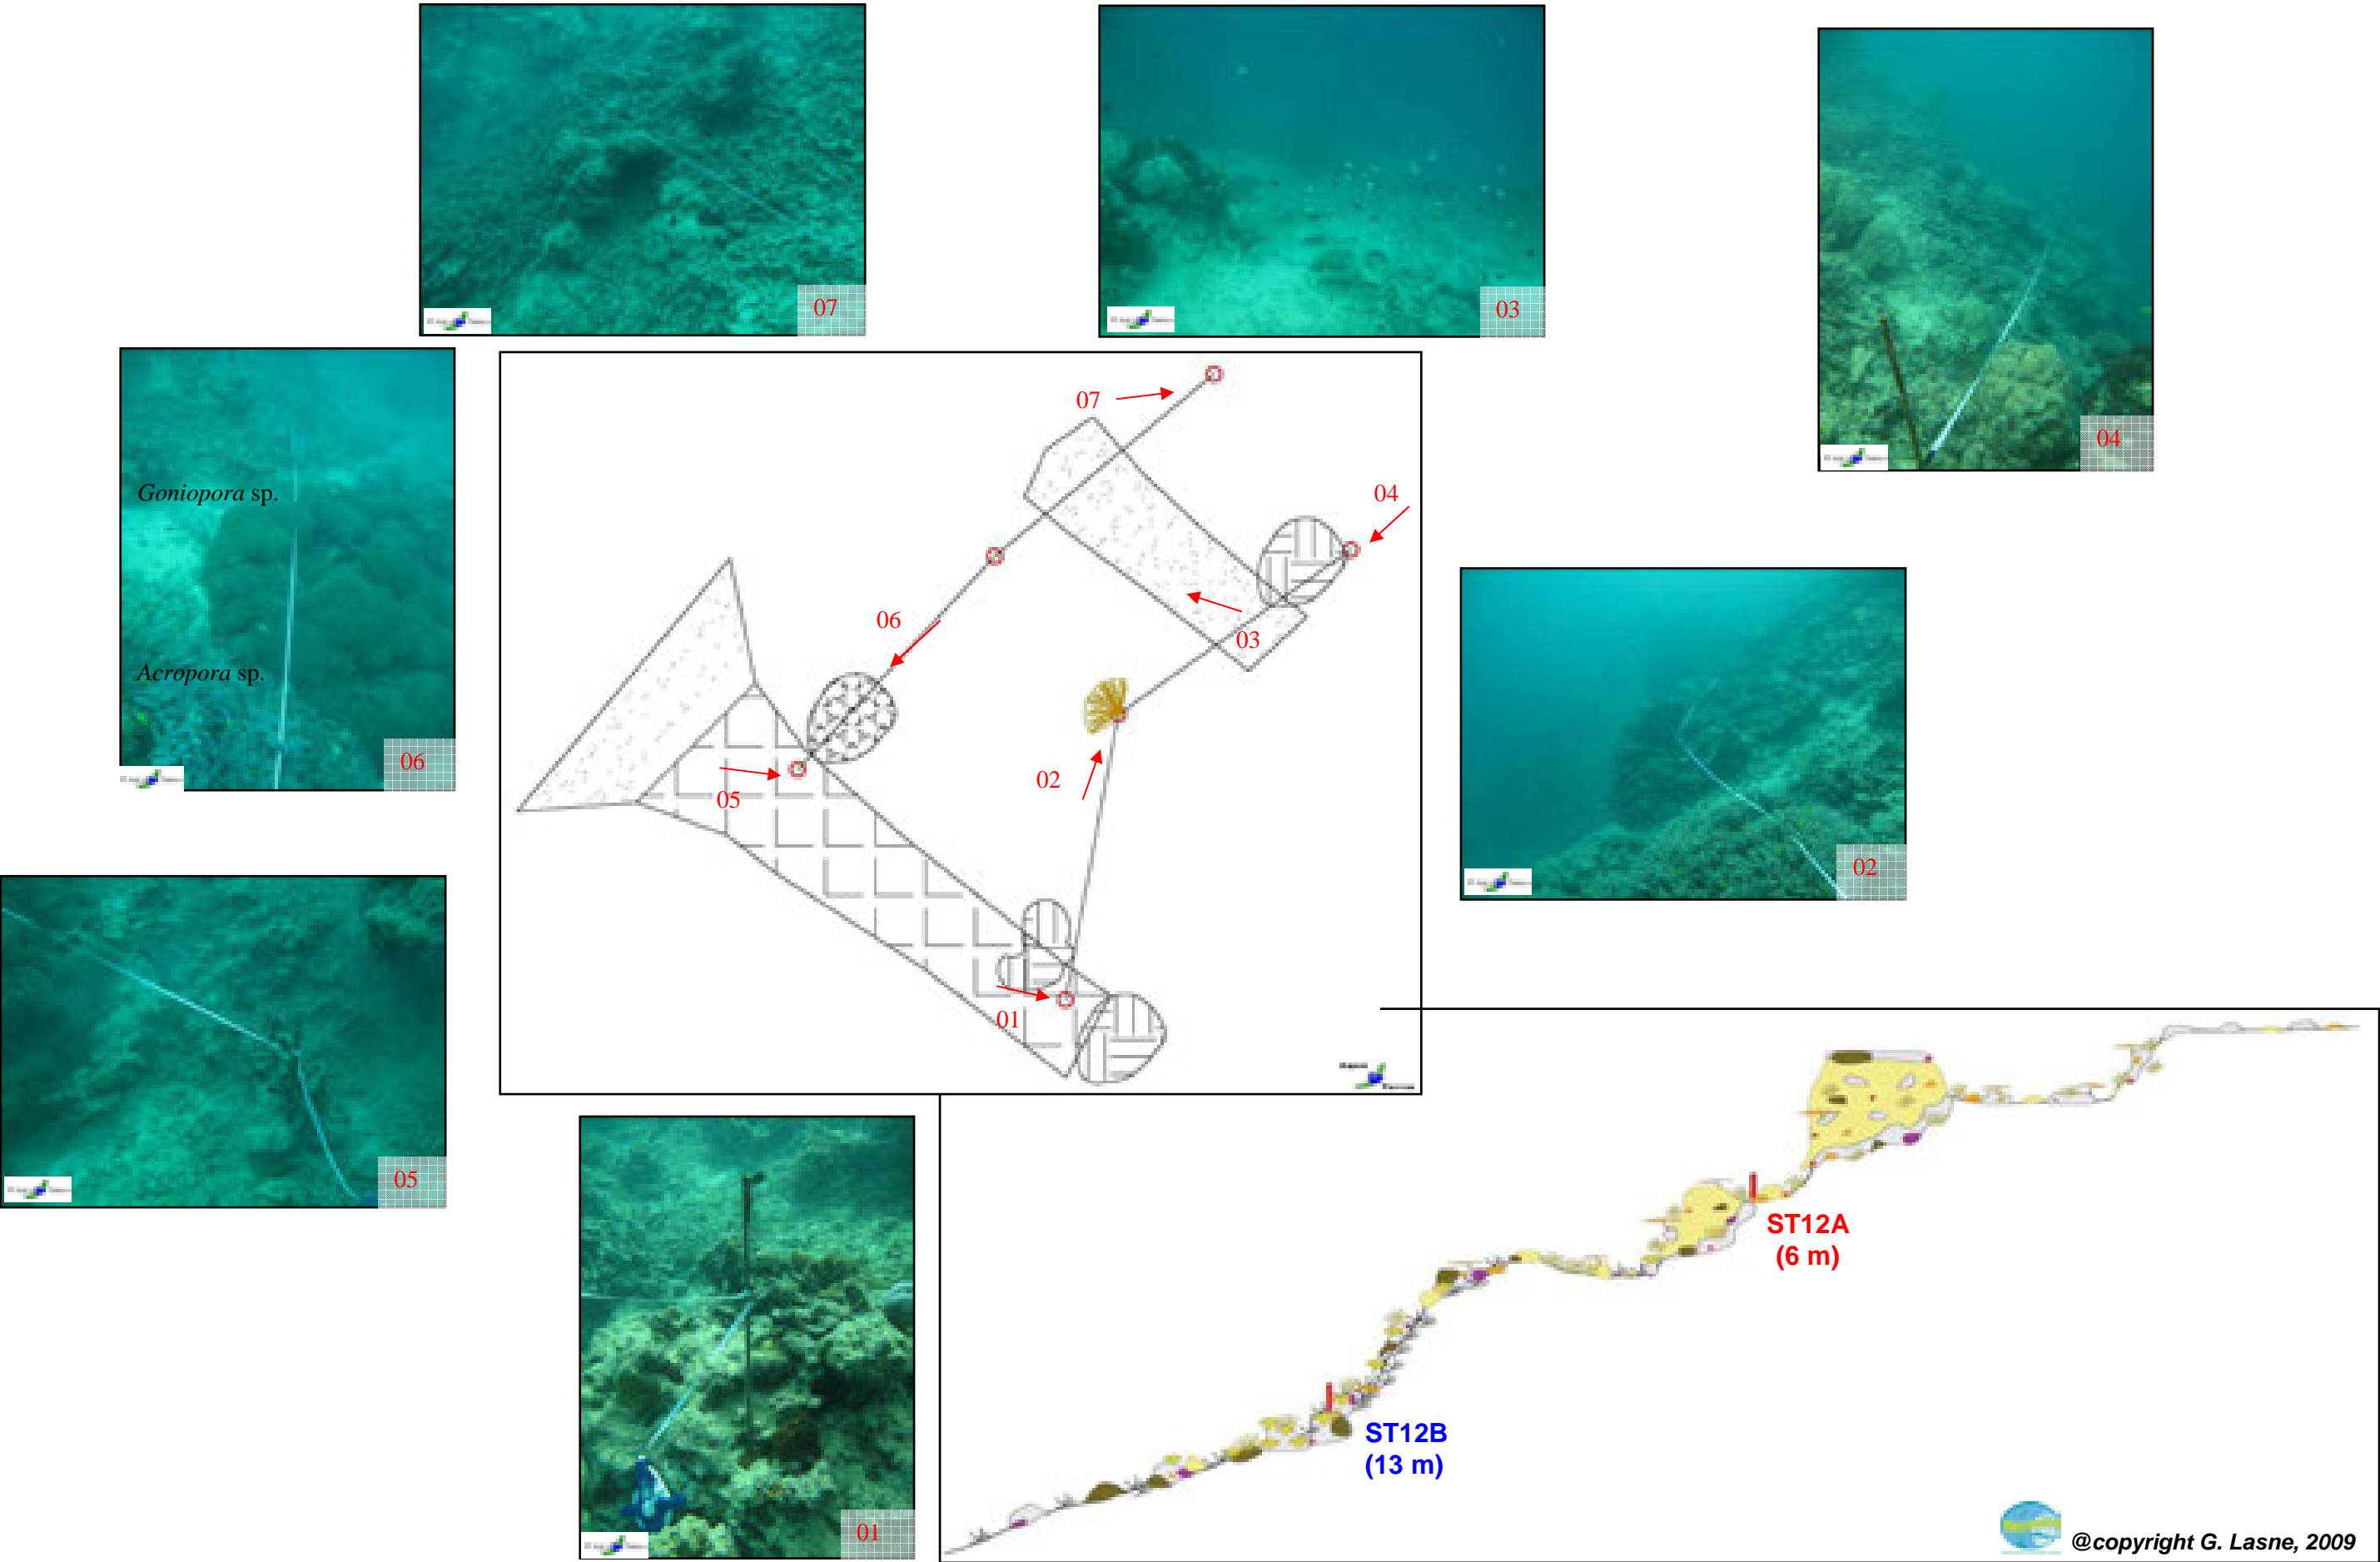 07
03
04
Goniopora sp.
Acropora sp.
06
07
04
03
06
02
05
01
02
05
01
ST12A
(6 m)
ST12B
(13 m)
@copyright G. Lasne, 2009